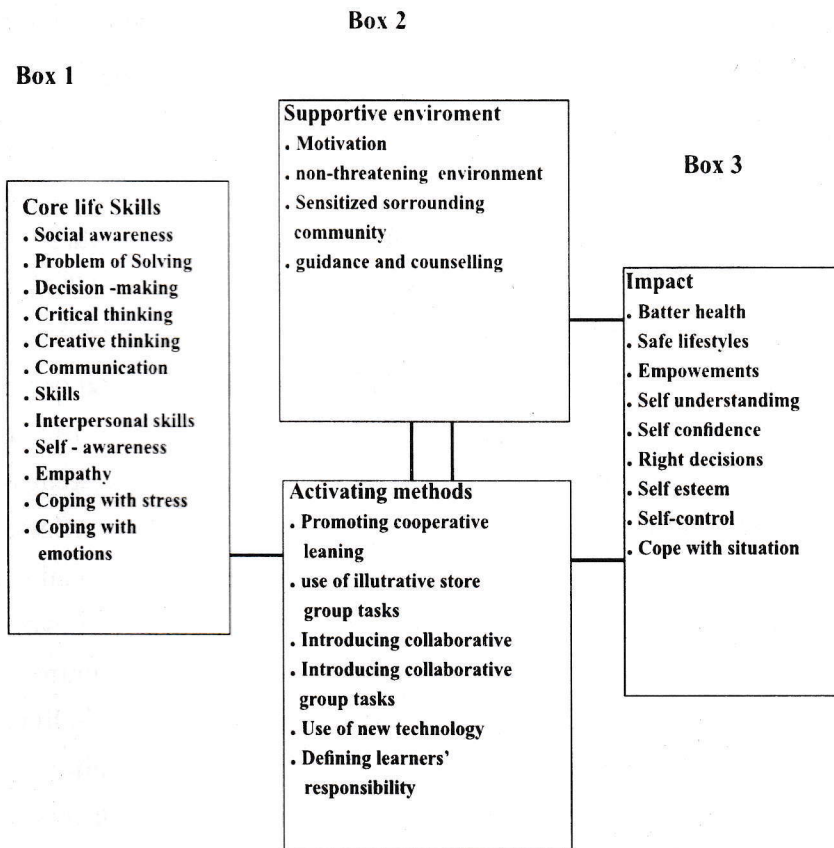 Box 2
Box 1
Box 3
Supportive enviroment
. Motivation
. non-threatening environment
. Sensitized sorrounding
community
. guidance and counselling
Core life Skills
. Social awareness
. Problem of Solving
. Decision -making
. Critical thinking
. Creative thinking
. Communication
. Skills
. Interpersonal skills
. Self - awareness
. Empathy
. Coping with stress
. Coping with
emotions
Impact
. Batter health
. Safe lifestyles
. Empowements
. Self understandimg
. Self confidence
. Right decisions
. Self esteem
. Self-control
. Cope with situation
Activating methods
. Promoting cooperative
leaning
. use of illutrative store
group tasks
. Introducing collaborative
. Introducing collaborative
group tasks
. Use of new technology
. Defining learners'
responsibility